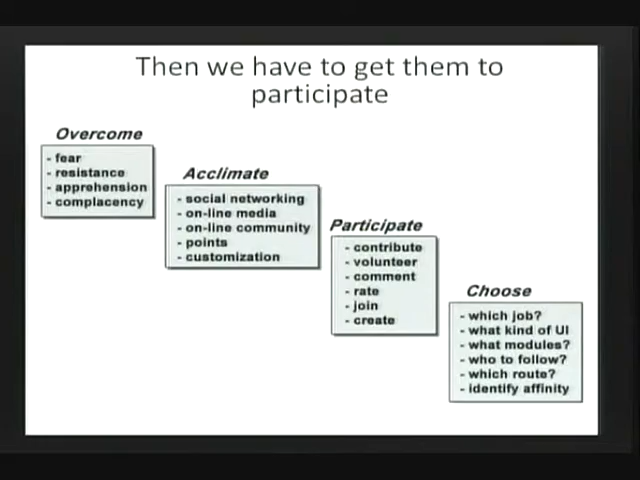 Then we have to get them to
participate
Overcome
- fear
- resistance
- apprehension
- complacency
Acclimate
- social networking
- on-line media
- on-line community
- points
- customization
Participate
- contribute
- volunteer
- comment
- rate
- join
- create
Choose
- which job?
- what kind of UI
- what modules?
- who to follow?
- which route?
- identify affinity